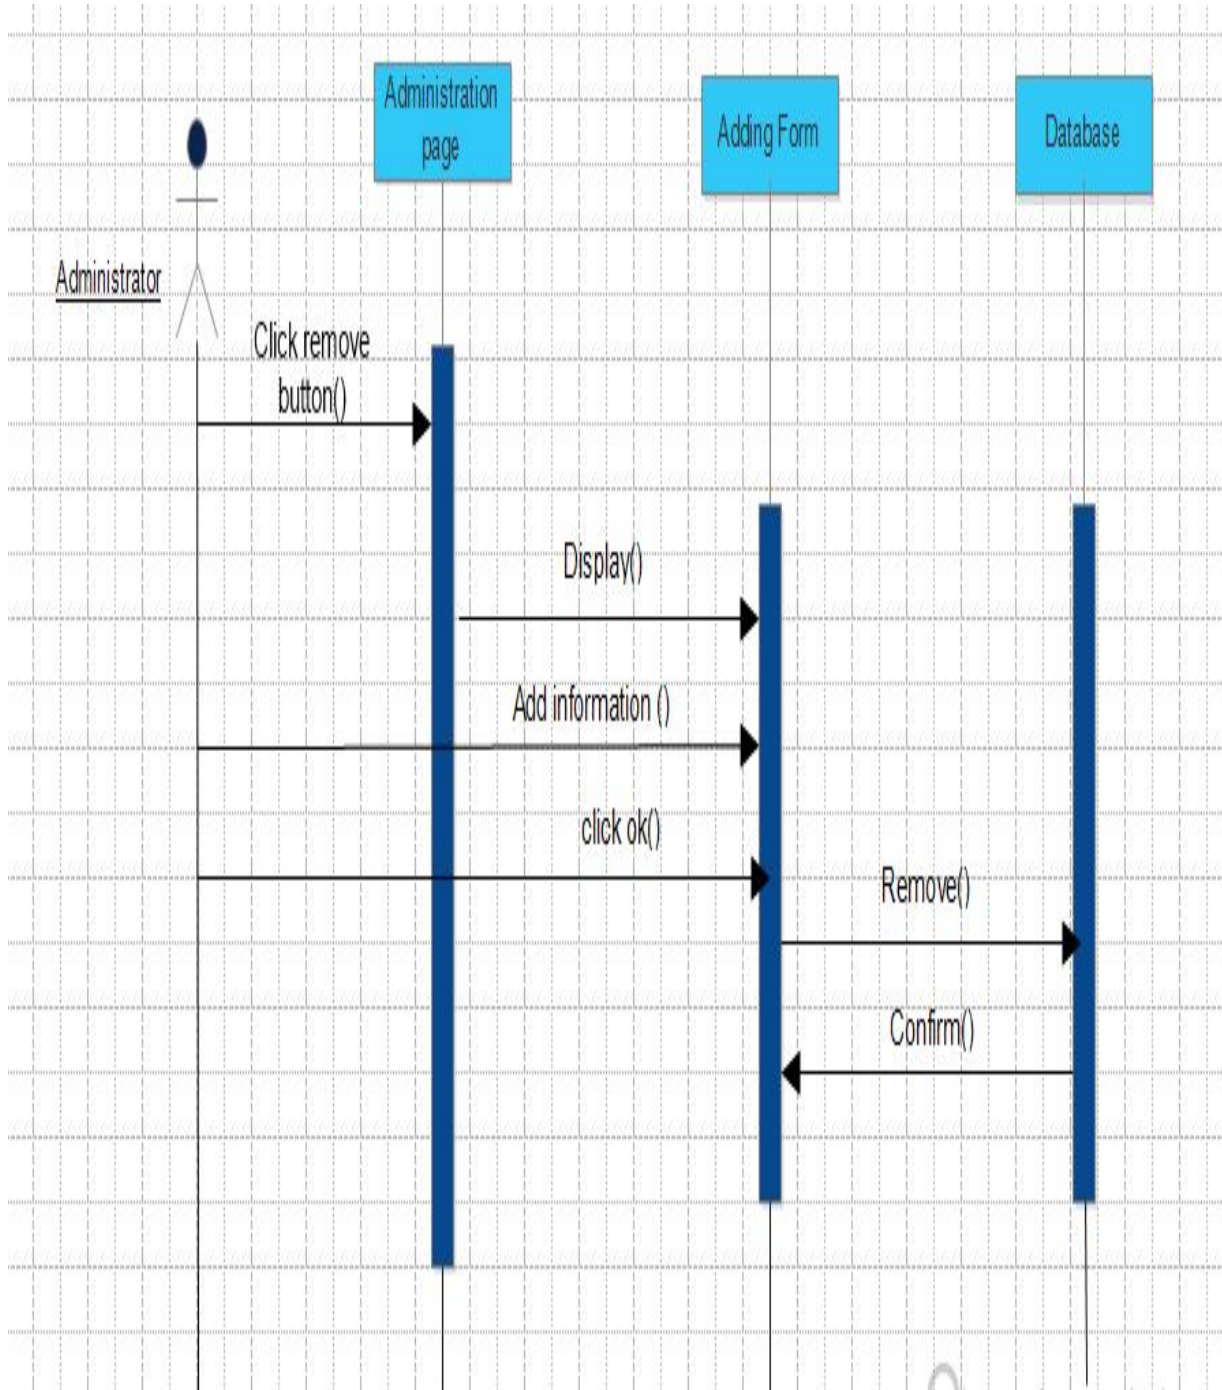 Administration
page
Adding Form
Database
Administrator
Click remove
button()
Display()
Add information ()
click ok()
Remove()
Confirm()